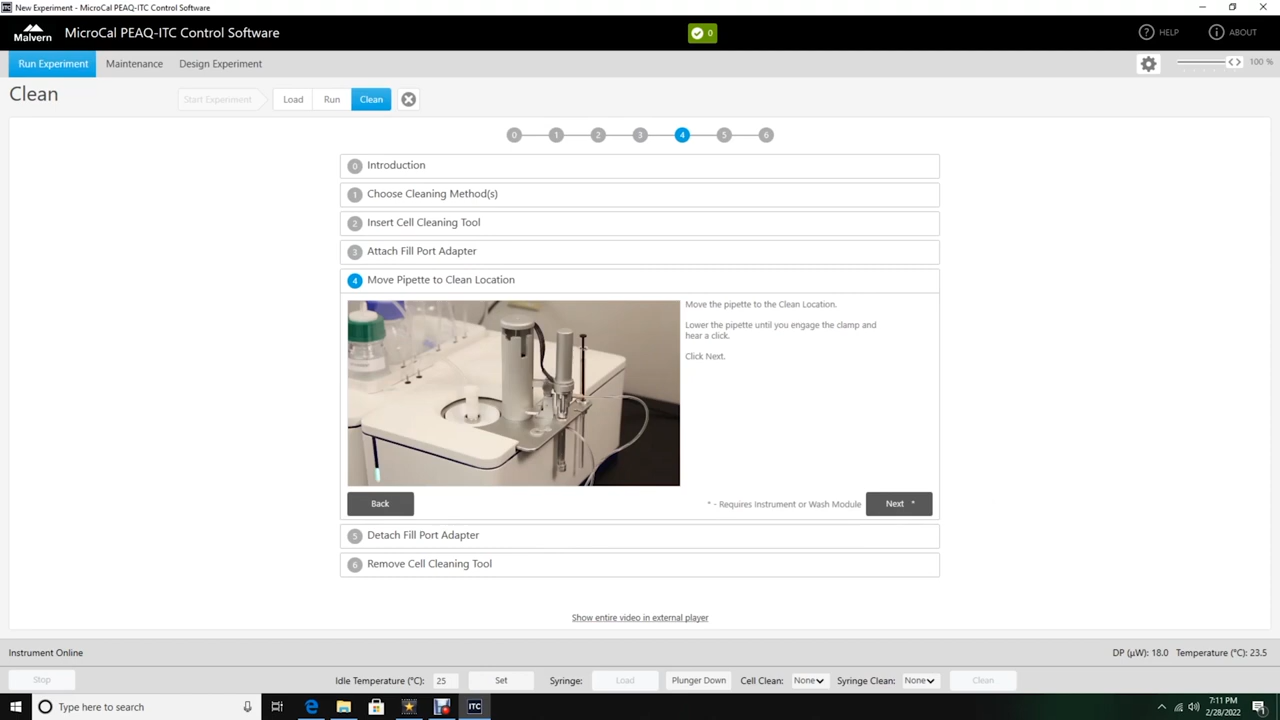 New Experiment - MicroCal PEAQ-ITC Control Software
Malvern
MicroCal PEAQ-ITC Control Software
0
HELP
ABOUT
Run Experiment
Maintenance
Design Experiment
100 %
Clean
Start Experiment
Load
Run
Clean
0 1 2 3 4 5 6
0 Introduction
1 Choose Cleaning Method(s)
2 Insert Cell Cleaning Tool
3 Attach Fill Port Adapter
4 Move Pipette to Clean Location
Move the pipette to the Clean Location.
Lower the pipette until you engage the clamp and
hear a click.
Click Next.
Back
* - Requires Instrument or Wash Module
Next *
5 Detach Fill Port Adapter
6 Remove Cell Cleaning Tool
Show entire video in external player
Instrument Online
DP (µW): 18.0 Temperature (°C): 23.5
Stop
Idle Temperature (°C): 25
Set
Syringe:
Load
Plunger Down
Cell Clean: None
Syringe Clean: None
Clean
Type here to search
ITC
7:11 PM
2/28/2022
1